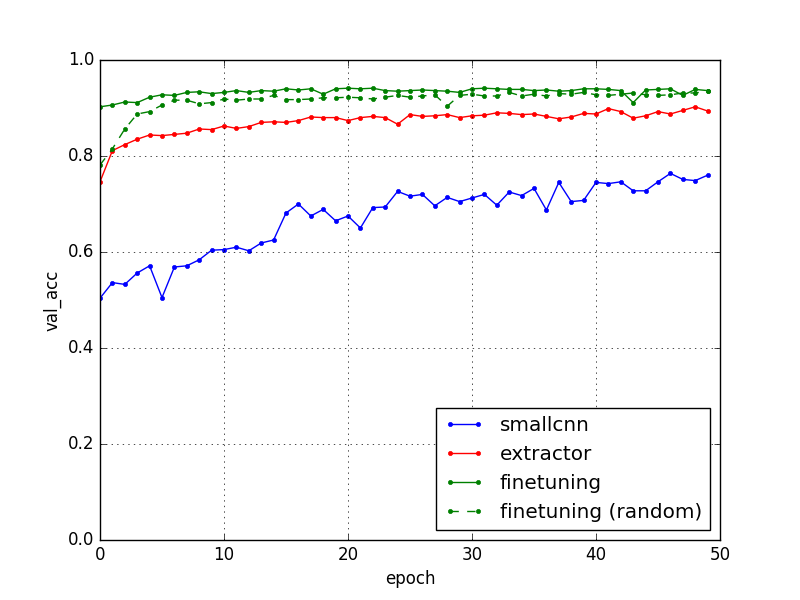 1.0
0.8
0.6
0.4
0.2
0.0
val_acc
0 10 20 30 40 50
epoch
smallcnn
extractor
finetuning
finetuning (random)